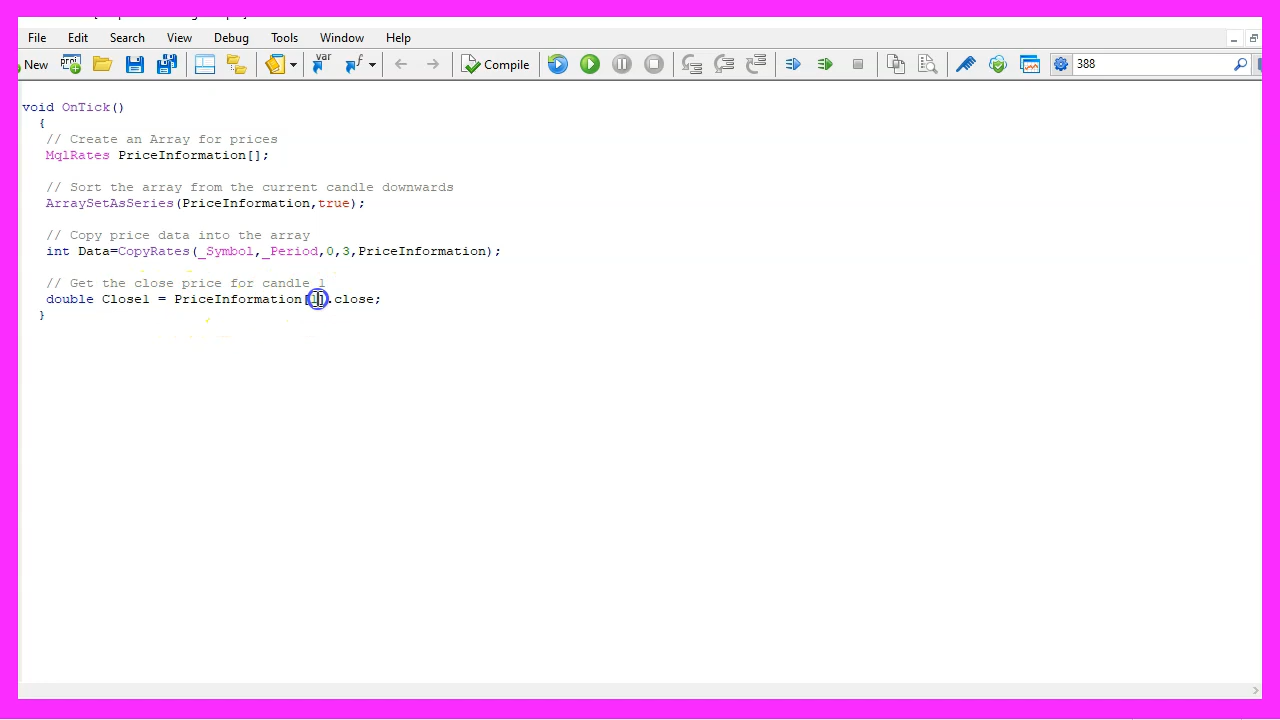 File Edit Search View Debug Tools Window Help
New Compile 388
void OnTick()
{
// Create an Array for prices
MqlRates PriceInformation[];
// Sort the array from the current candle downwards
ArraySetAsSeries(PriceInformation,true);
// Copy price data into the array
int Data=CopyRates(_Symbol,_Period,0,3,PriceInformation);
// Get the close price for candle 1
double Close1 = PriceInformation[1].close;
}